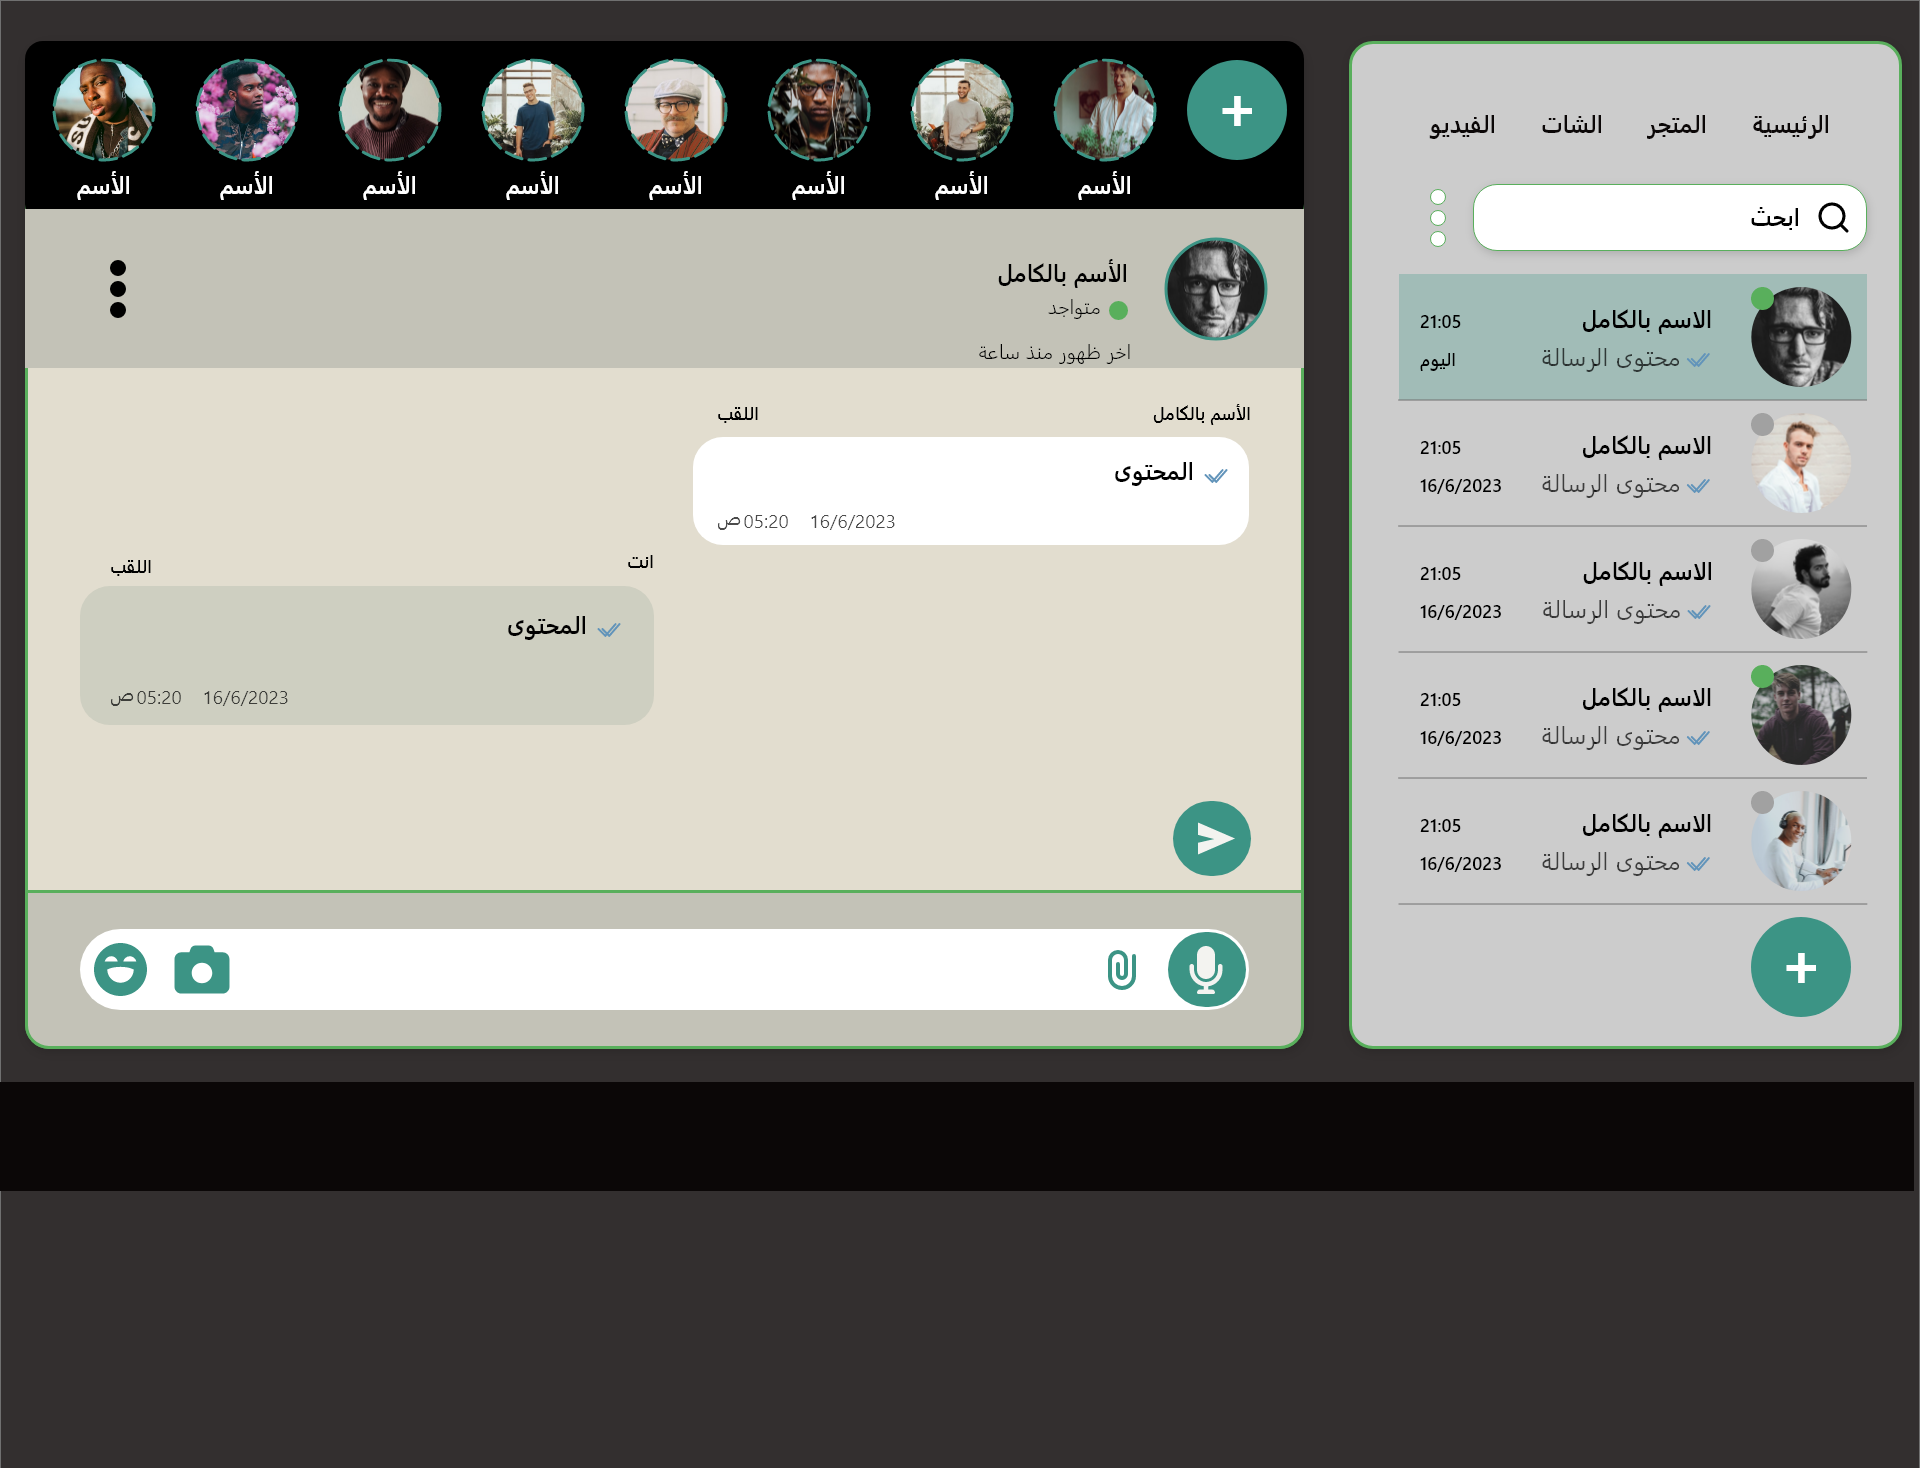 الرئيسية المتجر الشات الفيديو
ابحث
الاسم بالكامل 21:05
محتوى الرسالة اليوم
الاسم بالكامل 21:05
محتوى الرسالة 16/6/2023
الاسم بالكامل 21:05
محتوى الرسالة 16/6/2023
الاسم بالكامل 21:05
محتوى الرسالة 16/6/2023
الاسم بالكامل 21:05
محتوى الرسالة 16/6/2023
الأسم الأسم الأسم الأسم الأسم الأسم الأسم الأسم
الأسم بالكامل
متواجد
اخر ظهور منذ ساعة
الأسم بالكامل اللقب
المحتوى
16/6/2023 05:20 ص
انت اللقب
المحتوى
16/6/2023 05:20 ص